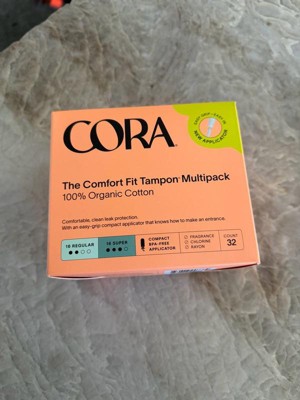 CORA
NEW APPLICATOR
The Comfort Fit Tampon Multipack
100% Organic Cotton
Comfortable, clean leak protection.
With an easy-grip compact applicator that knows how to make an entrance.
16 REGULAR
16 SUPER
COMPACT
BPA-FREE
APPLICATOR
FRAGRANCE
CHLORINE
RAYON
COUNT
32